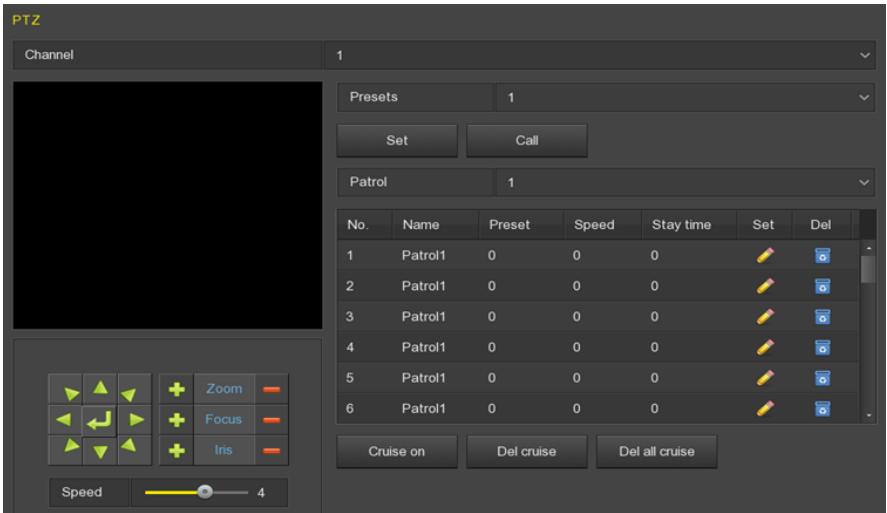 PTZ
Channel 1
Presets 1
Set Call
Patrol 1
No. Name Preset Speed Stay time Set Del
1 Patrol1 0 0 0
2 Patrol1 0 0 0
3 Patrol1 0 0 0
4 Patrol1 0 0 0
5 Patrol1 0 0 0
6 Patrol1 0 0 0
Zoom
Focus
Iris
Speed 4
Cruise on Del cruise Del all cruise